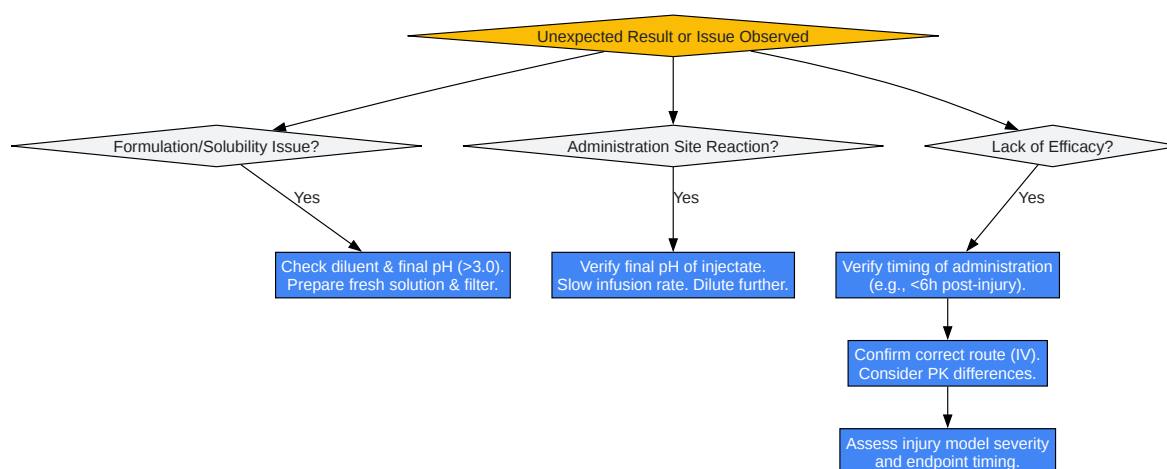 Unexpected Result or Issue Observed
Formulation/Solubility Issue?
Administration Site Reaction?
Lack of Efficacy?
Yes
Yes
Yes
Check diluent & final pH (>3.0).
Prepare fresh solution & filter.
Verify final pH of injectate.
Slow infusion rate. Dilute further.
Verify timing of administration
(e.g., <6h post-injury).
Confirm correct route (IV).
Consider PK differences.
Assess injury model severity
and endpoint timing.